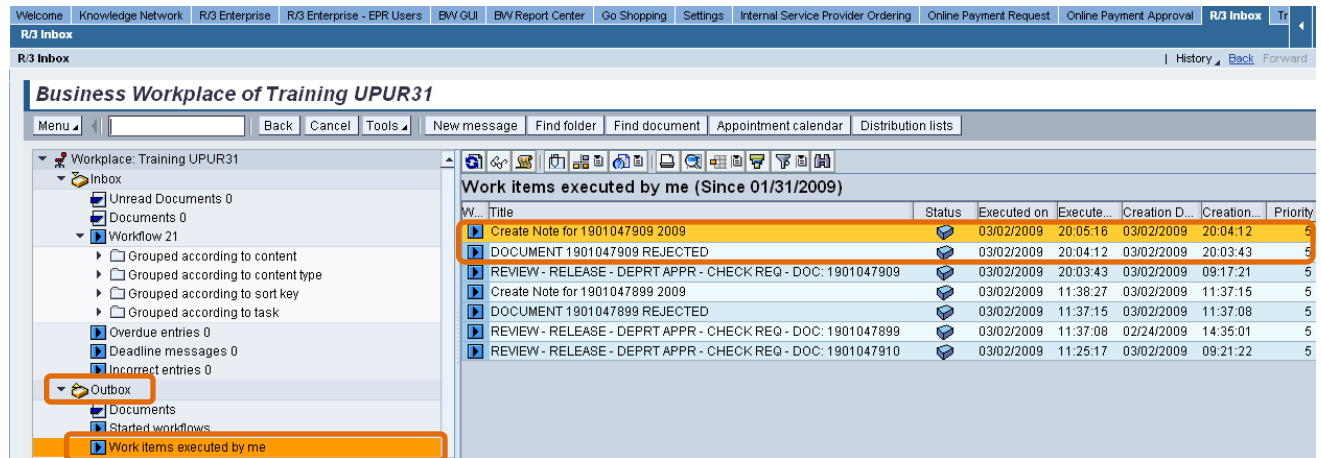 Welcome Knowledge Network R/3 Enterprise R/3 Enterprise - EPR Users BW GUI BW Report Center Go Shopping Settings Internal Service Provider Ordering Online Payment Request Online Payment Approval R/3 Inbox Tr
R/3 Inbox
R/3 Inbox | History Back Forward
Business Workplace of Training UPUR31
Menu Back Cancel Tools New message Find folder Find document Appointment calendar Distribution lists
Workplace: Training UPUR31
Inbox
Unread Documents 0
Documents 0
Workflow 21
Grouped according to content
Grouped according to content type
Grouped according to sort key
Grouped according to task
Overdue entries 0
Deadline messages 0
Incorrect entries 0
Outbox
Documents
Started workflows
Work items executed by me
Work items executed by me (Since 01/31/2009)
W... Title Status Executed on Execute... Creation D... Creation... Priority
Create Note for 1901047909 2009 03/02/2009 20:05:16 03/02/2009 20:04:12 5
DOCUMENT 1901047909 REJECTED 03/02/2009 20:04:12 03/02/2009 20:03:43 5
REVIEW - RELEASE - DEPRT APPR - CHECK REQ - DOC: 1901047909 03/02/2009 20:03:43 03/02/2009 09:17:21 5
Create Note for 1901047899 2009 03/02/2009 11:38:27 03/02/2009 11:37:15 5
DOCUMENT 1901047899 REJECTED 03/02/2009 11:37:15 03/02/2009 11:37:08 5
REVIEW - RELEASE - DEPRT APPR - CHECK REQ - DOC: 1901047899 03/02/2009 11:37:08 02/24/2009 14:35:01 5
REVIEW - RELEASE - DEPRT APPR - CHECK REQ - DOC: 1901047910 03/02/2009 11:25:17 03/02/2009 09:21:22 5